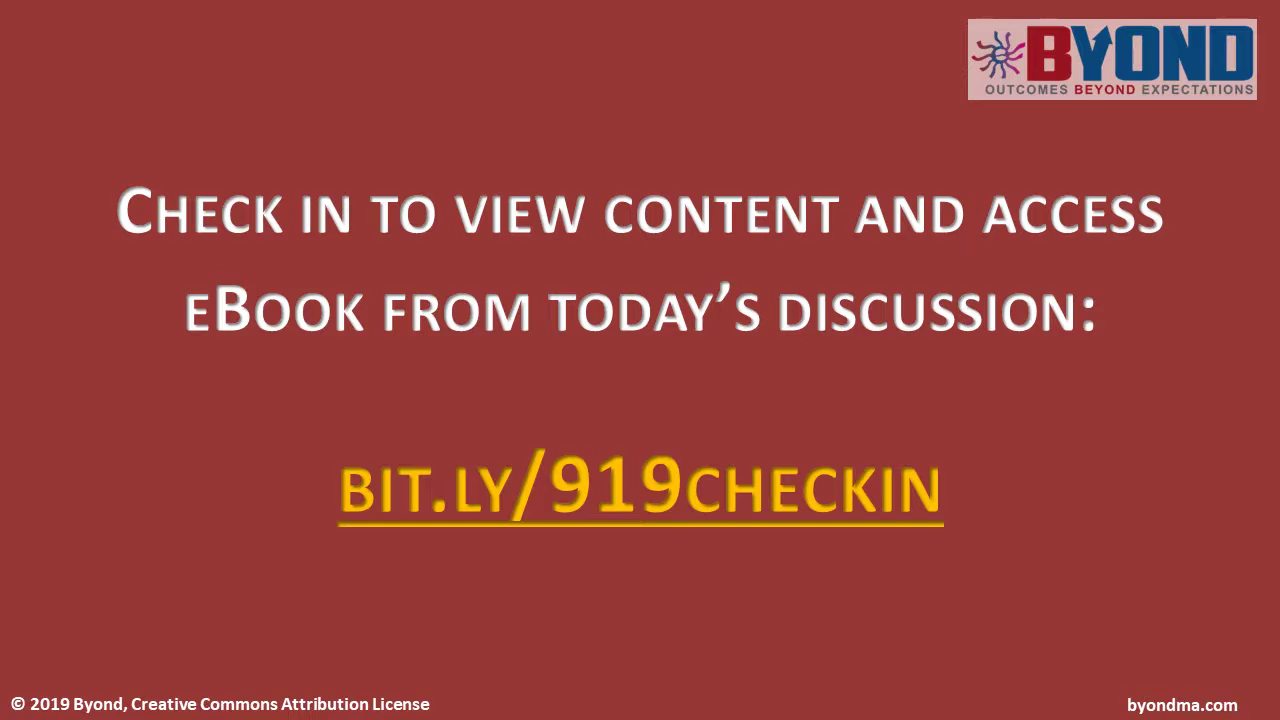 BYOND
OUTCOMES BEYOND EXPECTATIONS
Check in to view content and access
eBook from today’s discussion:
bit.ly/919checkin
© 2019 Byond, Creative Commons Attribution License
byondma.com